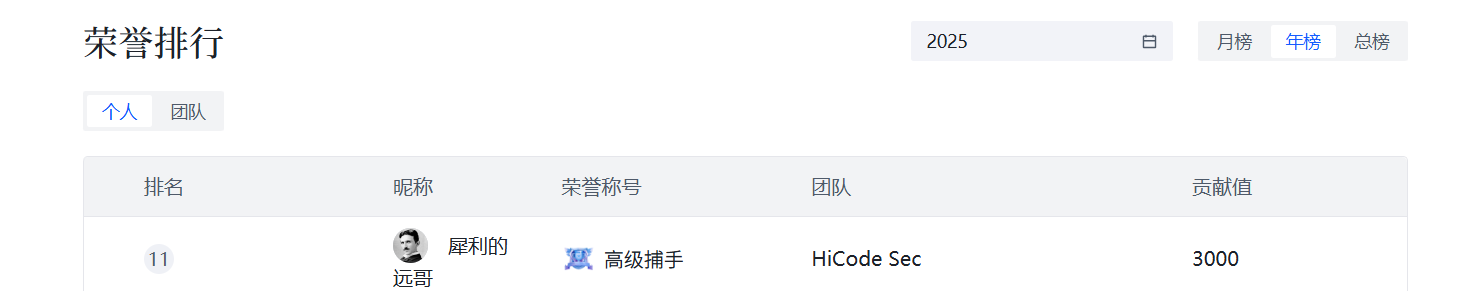 荣誉排行
2025
月榜 年榜 总榜
个人 团队
排名 昵称 荣誉称号 团队 贡献值
11 犀利的远哥 高级捕手 HiCode Sec 3000